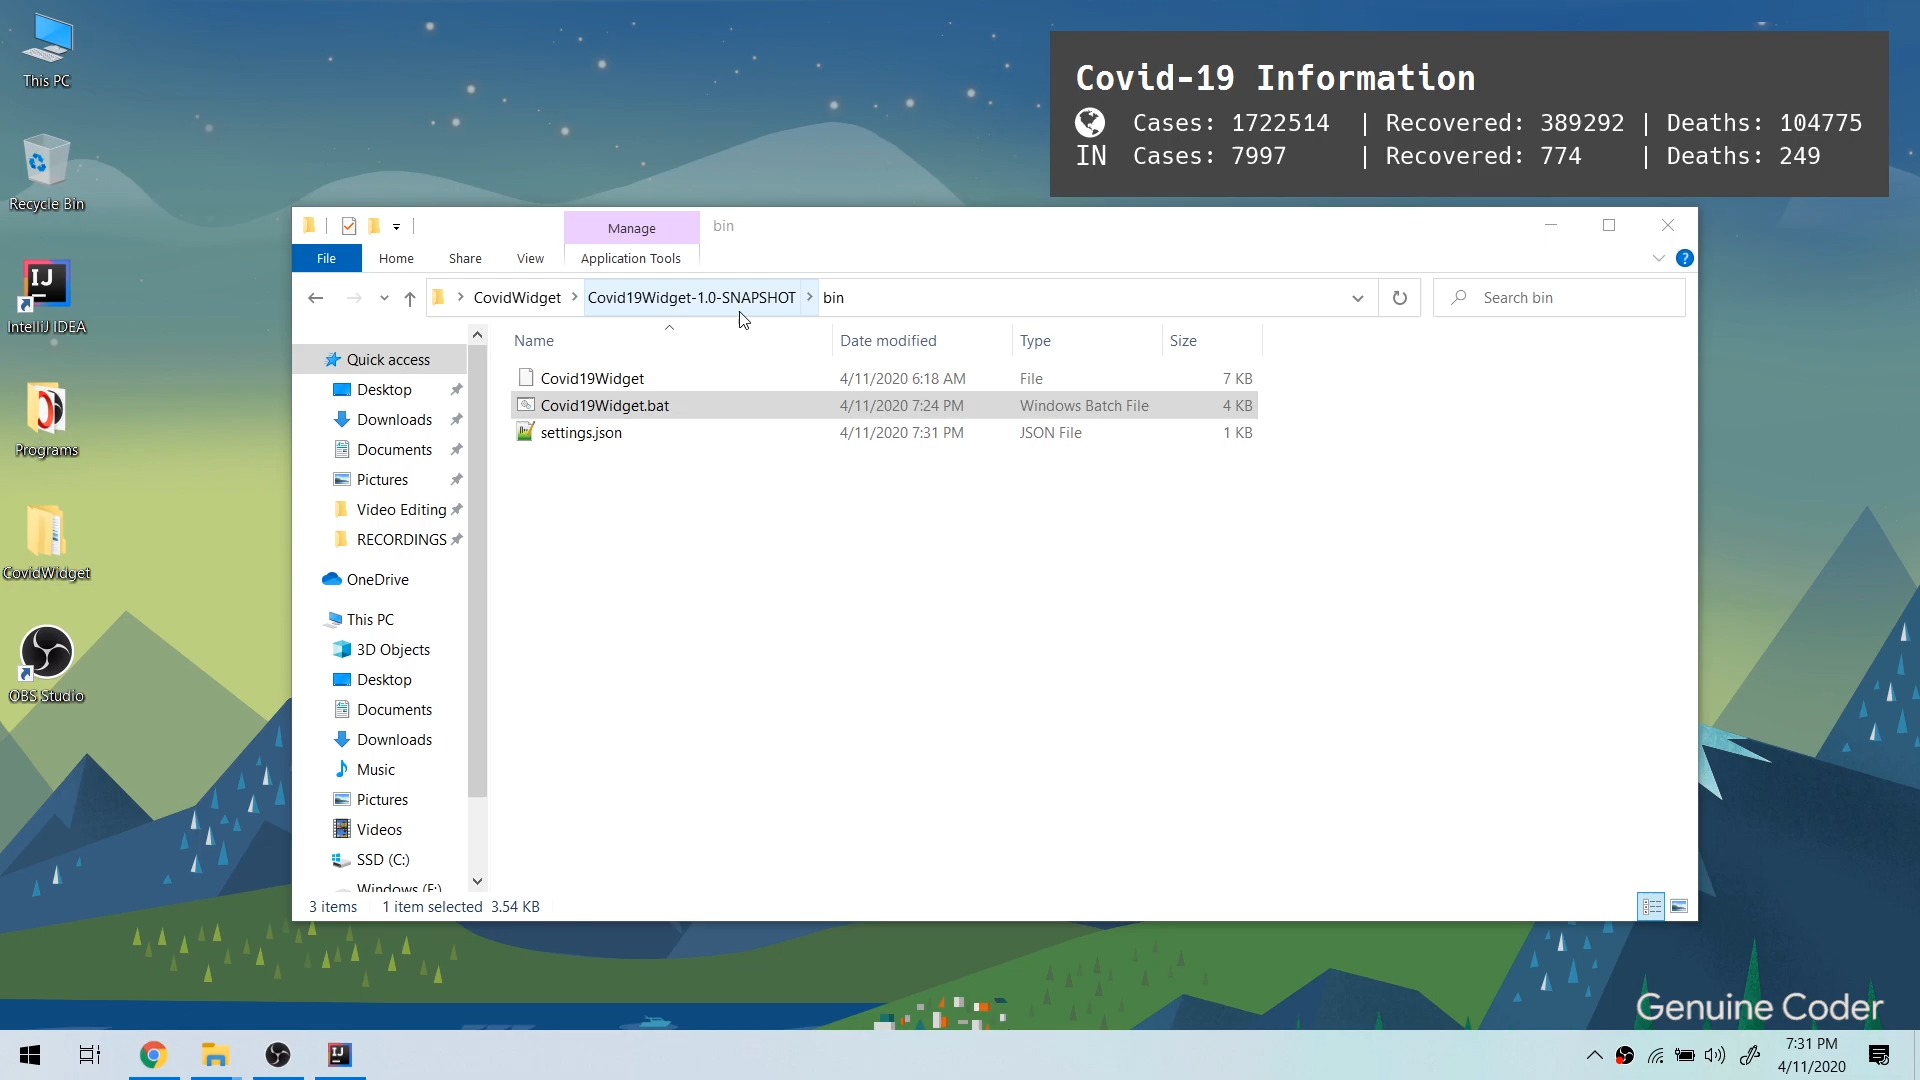 This PC
Recycle Bin
IntelliJ IDEA
Programs
CovidWidget
OBS Studio
Covid-19 Information
Cases: 1722514 | Recovered: 389292 | Deaths: 104775
IN Cases: 7997 | Recovered: 774 | Deaths: 249
Manage
bin
File
Home
Share
View
Application Tools
CovidWidget
Covid19Widget-1.0-SNAPSHOT
bin
Search bin
Name
Date modified
Type
Size
Covid19Widget 4/11/2020 6:18 AM File 7 KB
Covid19Widget.bat 4/11/2020 7:24 PM Windows Batch File 4 KB
settings.json 4/11/2020 7:31 PM JSON File 1 KB
Quick access
Desktop
Downloads
Documents
Pictures
Video Editing
RECORDINGS
OneDrive
This PC
3D Objects
Desktop
Documents
Downloads
Music
Pictures
Videos
SSD (C:)
Windows (F:)
3 items 1 item selected 3.54 KB
Genuine Coder
7:31 PM
4/11/2020